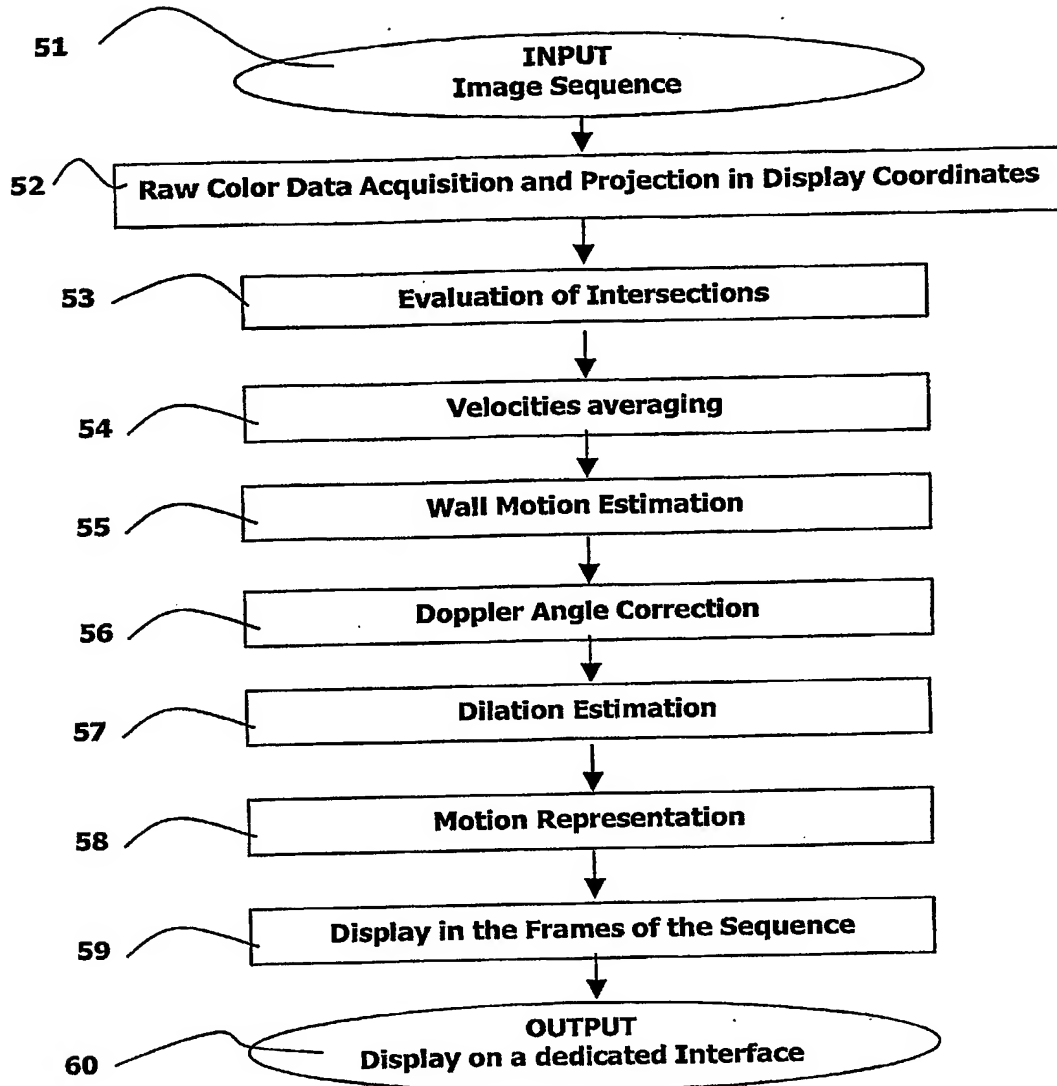 51
INPUT
Image Sequence
52
Raw Color Data Acquisition and Projection in Display Coordinates
53
Evaluation of Intersections
54
Velocities averaging
55
Wall Motion Estimation
56
Doppler Angle Correction
57
Dilation Estimation
58
Motion Representation
59
Display in the Frames of the Sequence
60
OUTPUT
Display on a dedicated Interface